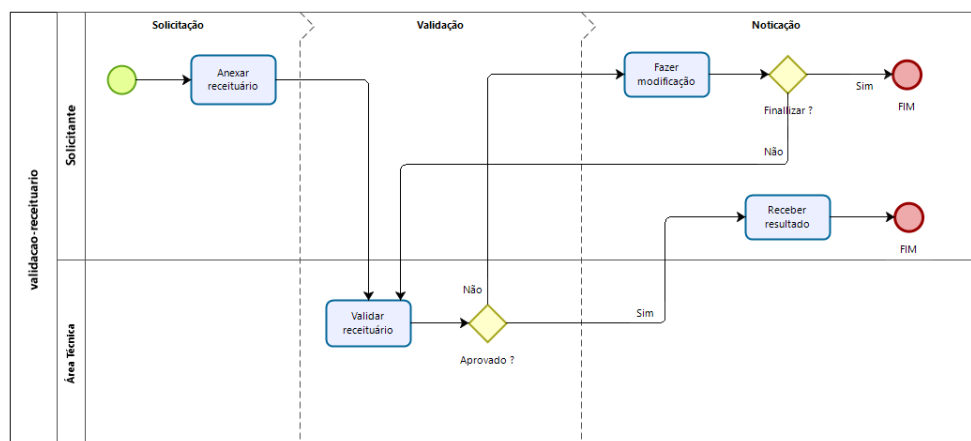 Solicitação
Validação
Noticação
validacao-receituario
Solicitante
Área Técnica
Anexar
receituário
Fazer
modificação
Finallizar ?
Sim
FIM
Não
Receber
resultado
FIM
Validar
receituário
Não
Sim
Aprovado ?